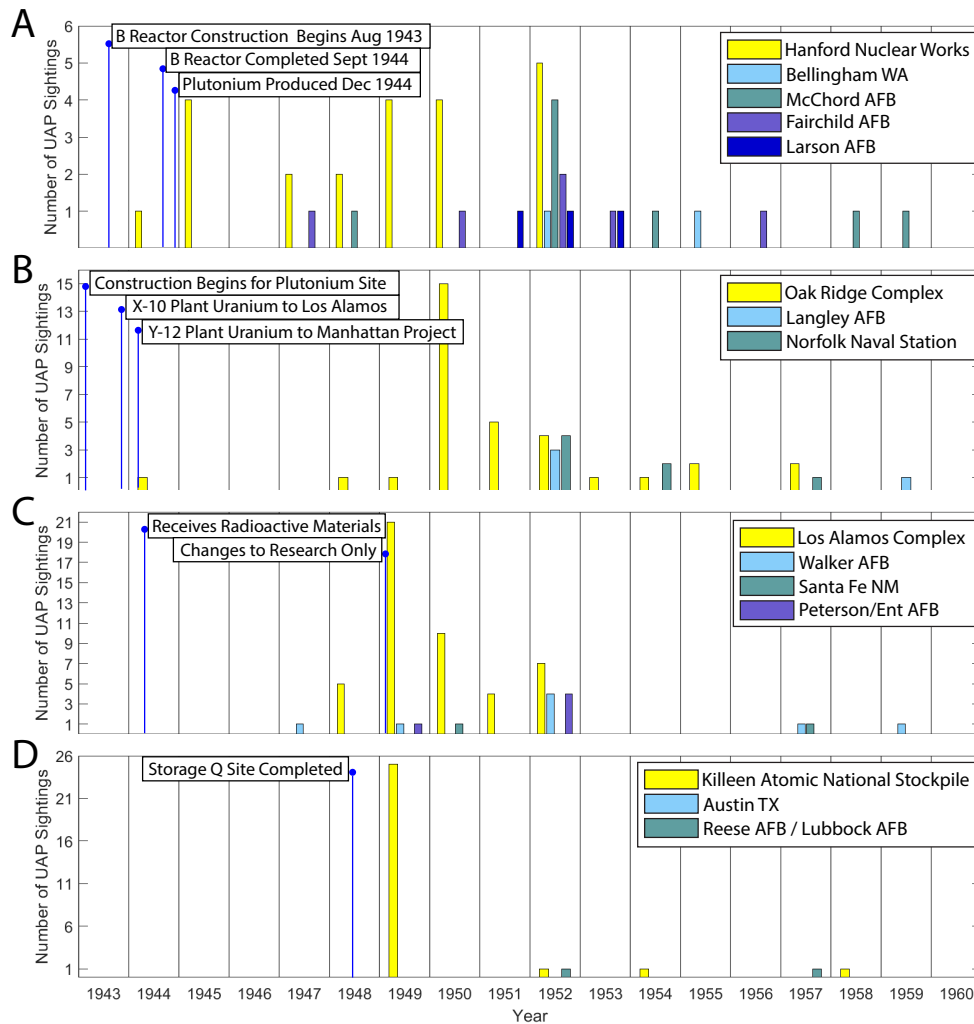 A
Number of UAP Sightings
6
5
4
3
2
1
B Reactor Construction Begins Aug 1943
B Reactor Completed Sept 1944
Plutonium Produced Dec 1944
Hanford Nuclear Works
Bellingham WA
McChord AFB
Fairchild AFB
Larson AFB
B
Number of UAP Sightings
15
13
11
9
7
5
3
1
Construction Begins for Plutonium Site
X-10 Plant Uranium to Los Alamos
Y-12 Plant Uranium to Manhattan Project
Oak Ridge Complex
Langley AFB
Norfolk Naval Station
C
Number of UAP Sightings
21
19
17
15
13
11
9
7
5
3
1
Receives Radioactive Materials
Changes to Research Only
Los Alamos Complex
Walker AFB
Santa Fe NM
Peterson/Ent AFB
D
Number of UAP Sightings
26
21
16
11
6
1
Storage Q Site Completed
Killeen Atomic National Stockpile
Austin TX
Reese AFB / Lubbock AFB
1943 1944 1945 1946 1947 1948 1949 1950 1951 1952 1953 1954 1955 1956 1957 1958 1959 1960
Year